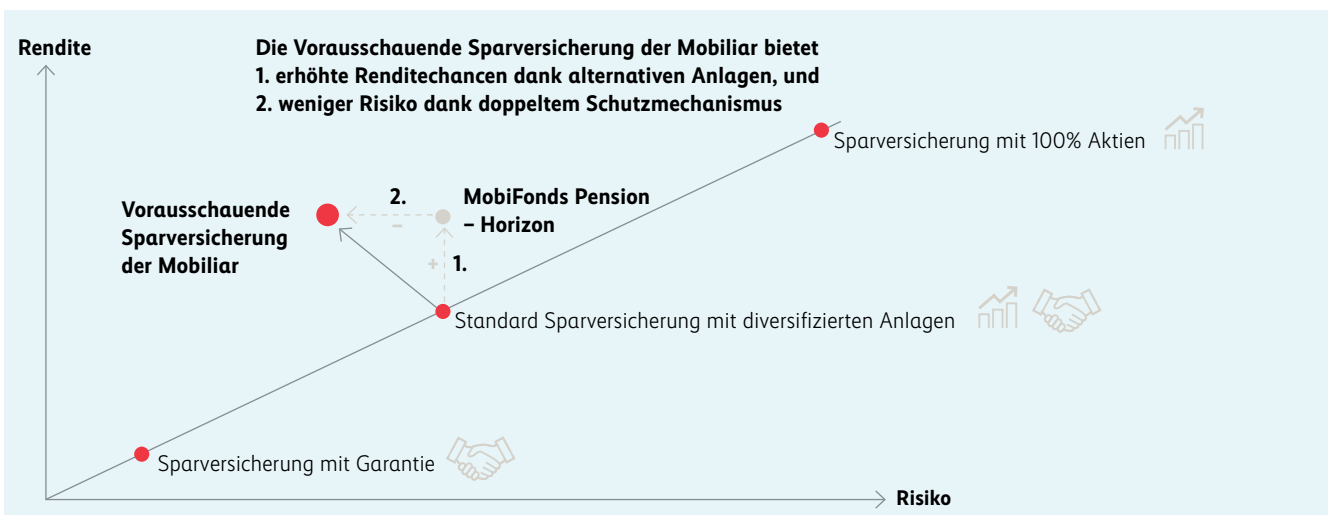 Rendite
Die Vorausschauende Sparversicherung der Mobiliar bietet
1. erhöhte Renditechancen dank alternativen Anlagen, und
2. weniger Risiko dank doppeltem Schutzmechanismus
Sparversicherung mit 100% Aktien
Vorausschauende
Sparversicherung
der Mobiliar
2.
–
MobiFonds Pension
– Horizon
+ 1.
Standard Sparversicherung mit diversifizierten Anlagen
Sparversicherung mit Garantie
Risiko